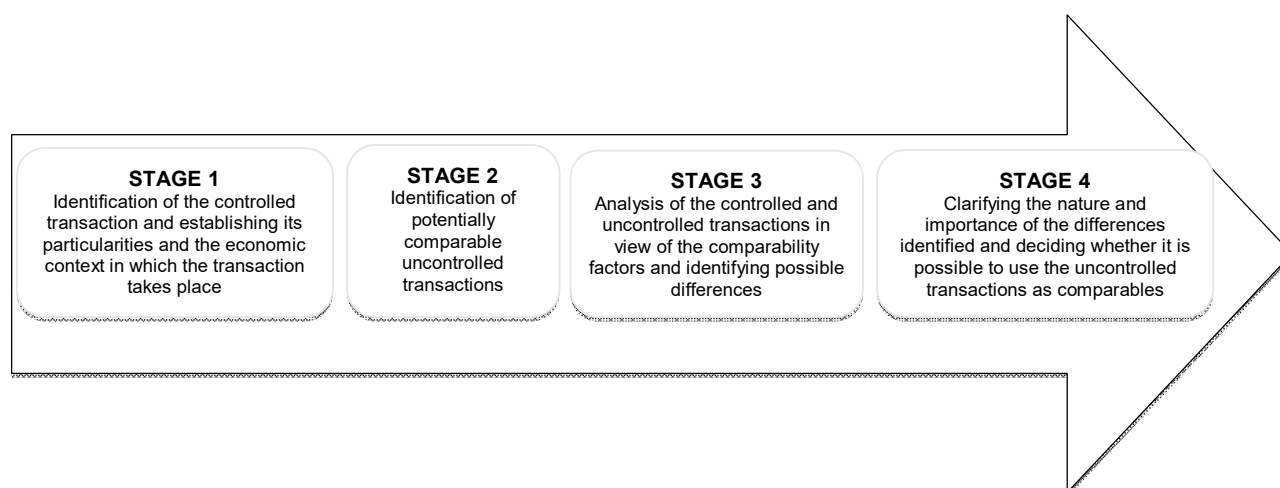 STAGE 1
Identification of the controlled
transaction and establishing its
particularities and the economic
context in which the transaction
takes place
STAGE 2
Identification of
potentially
comparable
uncontrolled
transactions
STAGE 3
Analysis of the controlled and
uncontrolled transactions in
view of the comparability
factors and identifying possible
differences
STAGE 4
Clarifying the nature and
importance of the differences
identified and deciding whether it is
possible to use the uncontrolled
transactions as comparables